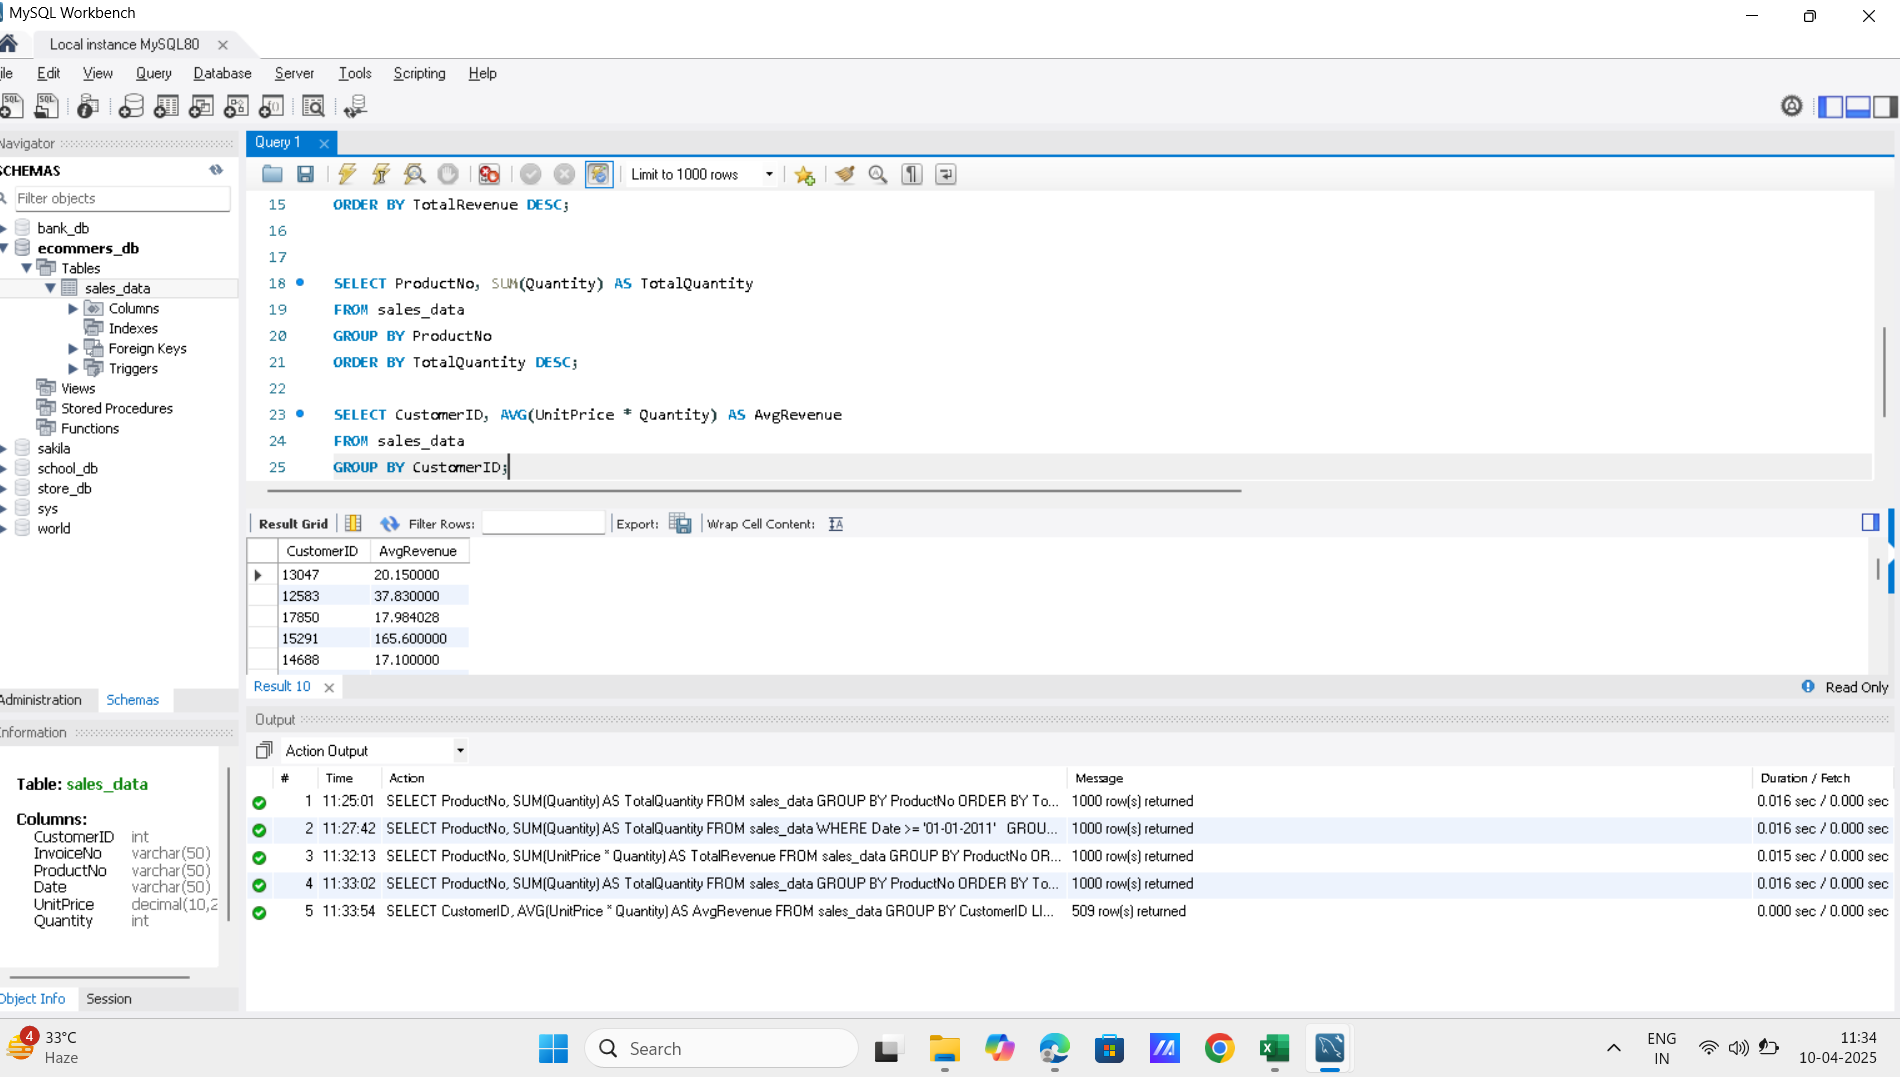 MySQL Workbench
Local instance MySQL80
ile Edit View Query Database Server Tools Scripting Help
Navigator
SCHEMAS
Filter objects
bank_db
ecommers_db
Tables
sales_data
Columns
Indexes
Foreign Keys
Triggers
Views
Stored Procedures
Functions
sakila
school_db
store_db
sys
world
Administration Schemas
Information
Table: sales_data
Columns:
CustomerID int
InvoiceNo varchar(50)
ProductNo varchar(50)
Date varchar(50)
UnitPrice decimal(10,2
Quantity int
Object Info Session
Query 1
Limit to 1000 rows
15 ORDER BY TotalRevenue DESC;
16
17
18 SELECT ProductNo, SUM(Quantity) AS TotalQuantity
19 FROM sales_data
20 GROUP BY ProductNo
21 ORDER BY TotalQuantity DESC;
22
23 SELECT CustomerID, AVG(UnitPrice * Quantity) AS AvgRevenue
24 FROM sales_data
25 GROUP BY CustomerID;
Result Grid Filter Rows: Export: Wrap Cell Content:
CustomerID AvgRevenue
13047 20.150000
12583 37.830000
17850 17.984028
15291 165.600000
14688 17.100000
Result 10 Read Only
Output
Action Output
# Time Action Message Duration / Fetch
1 11:25:01 SELECT ProductNo, SUM(Quantity) AS TotalQuantity FROM sales_data GROUP BY ProductNo ORDER BY To... 1000 row(s) returned 0.016 sec / 0.000 sec
2 11:27:42 SELECT ProductNo, SUM(Quantity) AS TotalQuantity FROM sales_data WHERE Date >= '01-01-2011' GROU... 1000 row(s) returned 0.016 sec / 0.000 sec
3 11:32:13 SELECT ProductNo, SUM(UnitPrice * Quantity) AS TotalRevenue FROM sales_data GROUP BY ProductNo OR... 1000 row(s) returned 0.015 sec / 0.000 sec
4 11:33:02 SELECT ProductNo, SUM(Quantity) AS TotalQuantity FROM sales_data GROUP BY ProductNo ORDER BY To... 1000 row(s) returned 0.016 sec / 0.000 sec
5 11:33:54 SELECT CustomerID, AVG(UnitPrice * Quantity) AS AvgRevenue FROM sales_data GROUP BY CustomerID LI... 509 row(s) returned 0.000 sec / 0.000 sec
4 33°C
Haze
Search
ENG
IN
11:34
10-04-2025